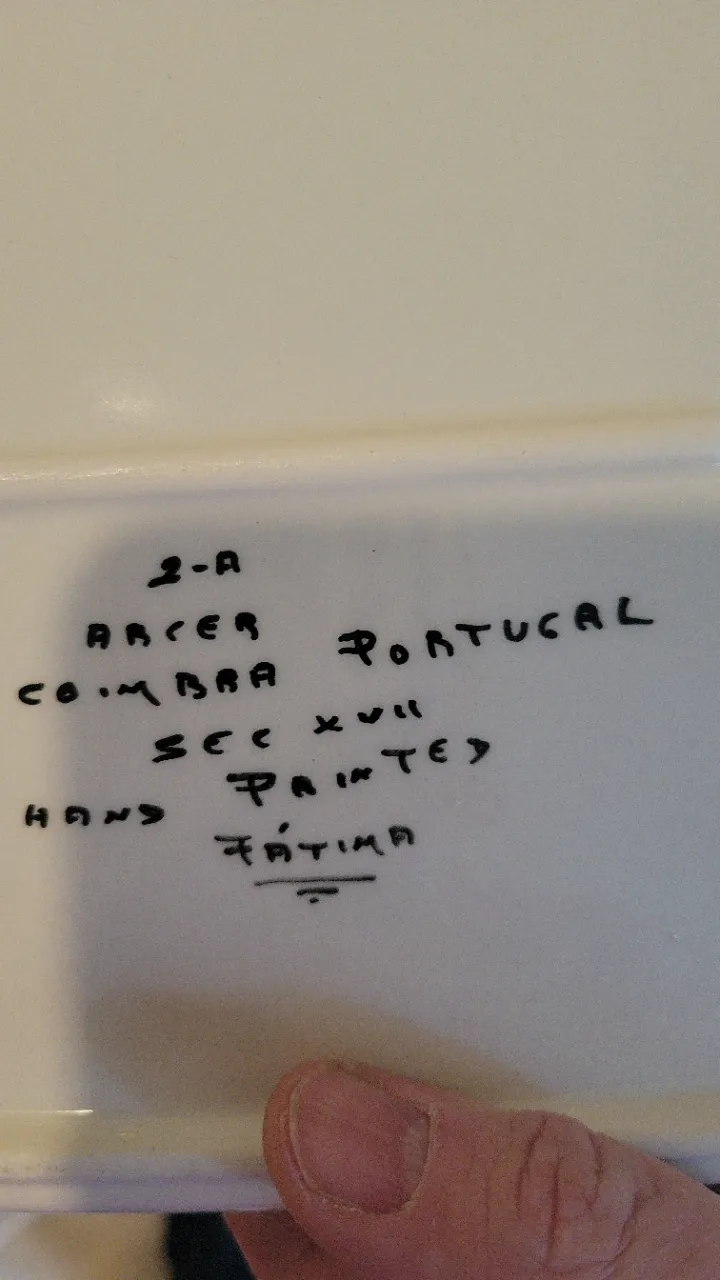 2-A
ARCER
COIMBRA PORTUGAL
SEC XVII
HAND PAINTED
FÁTIMA